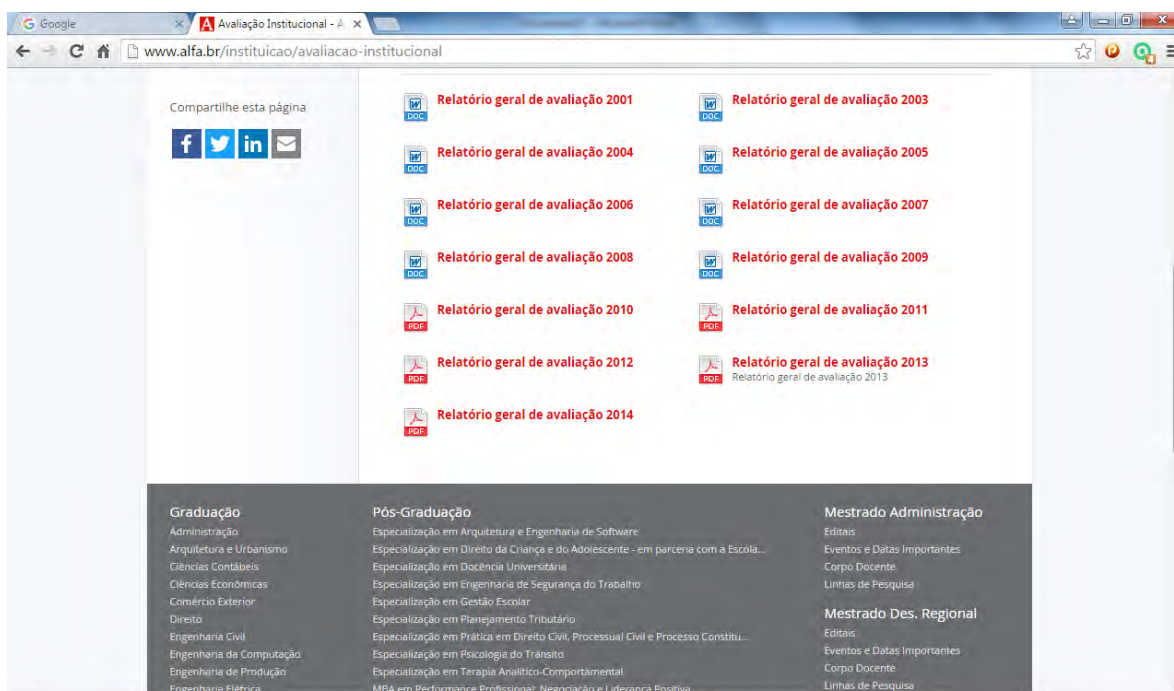 Google
Avaliação Institucional - A
www.alfa.br/instituicao/avaliacao-institucional
Compartilhe esta página
f in
DOC Relatório geral de avaliação 2001
DOC Relatório geral de avaliação 2003
DOC Relatório geral de avaliação 2004
DOC Relatório geral de avaliação 2005
DOC Relatório geral de avaliação 2006
DOC Relatório geral de avaliação 2007
DOC Relatório geral de avaliação 2008
DOC Relatório geral de avaliação 2009
PDF Relatório geral de avaliação 2010
PDF Relatório geral de avaliação 2011
PDF Relatório geral de avaliação 2012
PDF Relatório geral de avaliação 2013
Relatório geral de avaliação 2013
PDF Relatório geral de avaliação 2014
Graduação
Administração
Arquitetura e Urbanismo
Ciências Contábeis
Ciências Econômicas
Comércio Exterior
Direito
Engenharia Civil
Engenharia da Computação
Engenharia de Produção
Engenharia Elétrica
Pós-Graduação
Especialização em Arquitetura e Engenharia de Software
Especialização em Direito da Criança e do Adolescente - em parceria com a Escola...
Especialização em Docência Universitária
Especialização em Engenharia de Segurança do Trabalho
Especialização em Gestão Escolar
Especialização em Planejamento Tributário
Especialização em Prática em Direito Civil, Processual Civil e Processo Constitu...
Especialização em Psicologia do Trânsito
Especialização em Terapia Analítico-Comportamental
MBA em Performance Profissional: Negociação e Liderança Positiva
Mestrado Administração
Editais
Eventos e Datas Importantes
Corpo Docente
Linhas de Pesquisa
Mestrado Des. Regional
Editais
Eventos e Datas Importantes
Corpo Docente
Linhas de Pesquisa